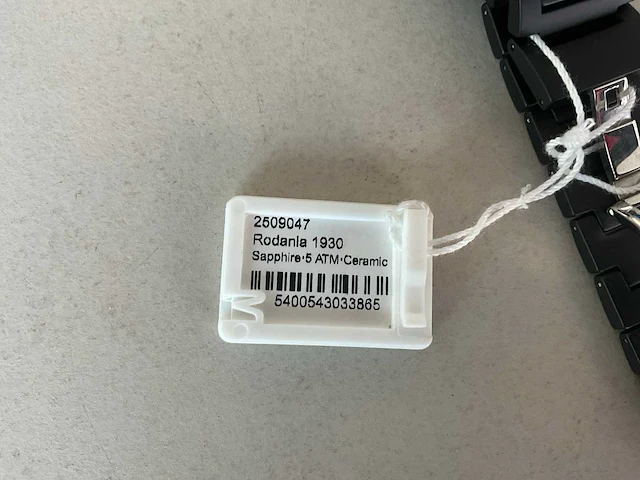 2509047
Rodania 1930
Sapphire•5 ATM•Ceramic
5400543033865